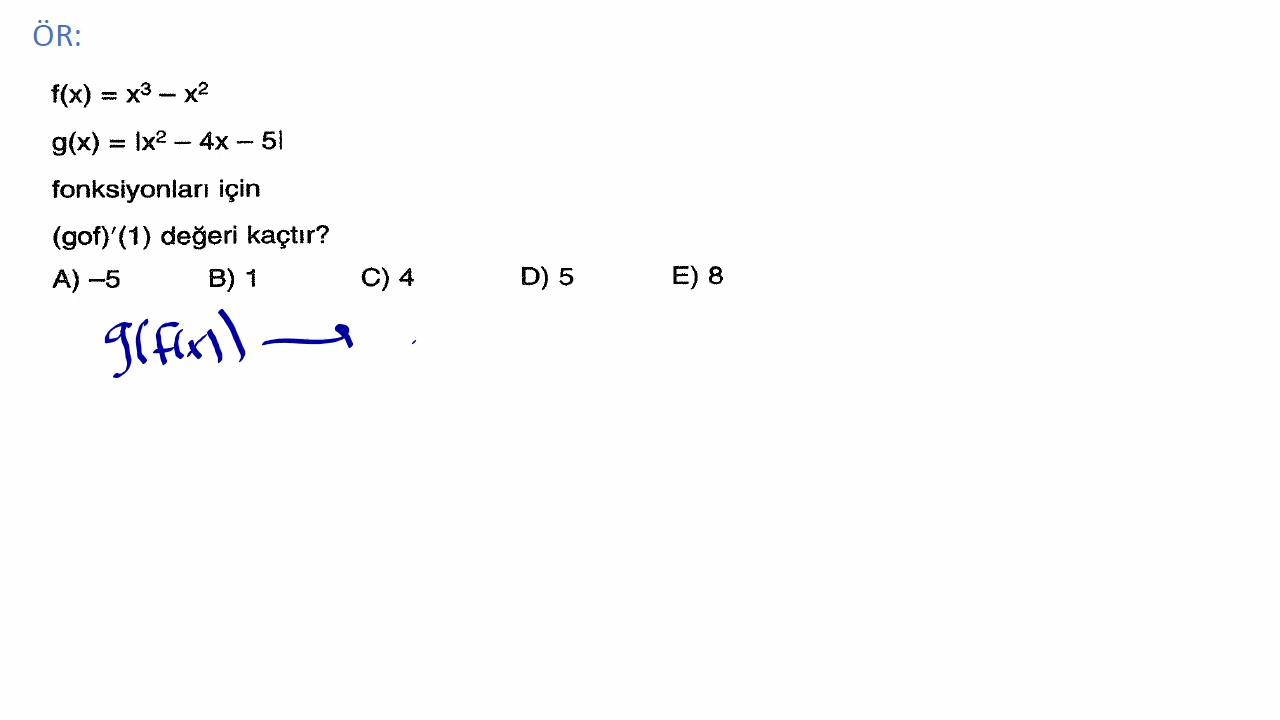 ÖR:
f(x) = x³ – x²
g(x) = |x² – 4x – 5|
fonksiyonları için
(gof)′(1) değeri kaçtır?
A) –5 B) 1 C) 4 D) 5 E) 8
g(f(x)) →